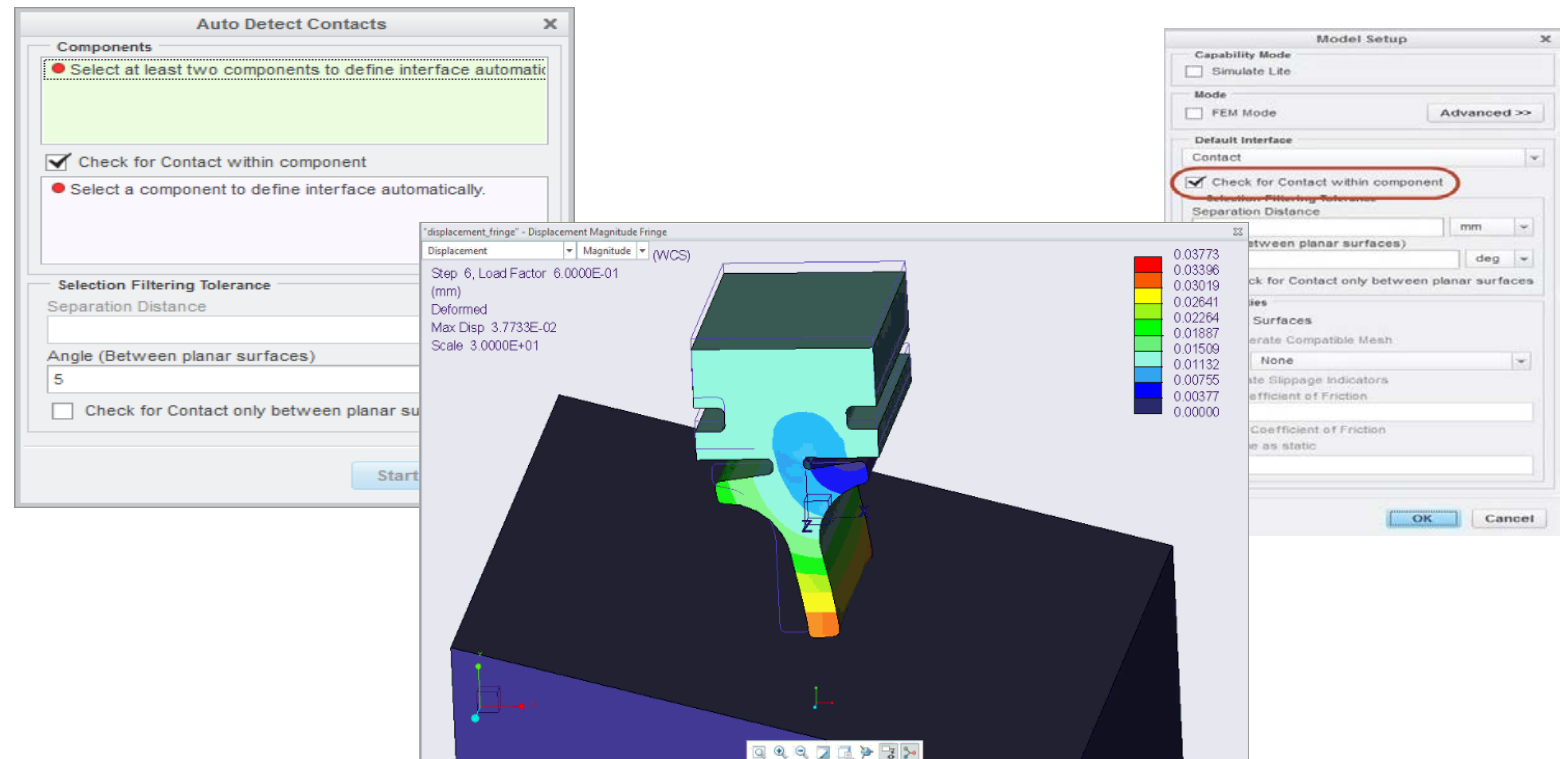 Auto Detect Contacts
Components
Select at least two components to define interface automatic
Check for Contact within component
Select a component to define interface automatically.
Selection Filtering Tolerance
Separation Distance
Angle (Between planar surfaces)
5
Check for Contact only between planar su
Start
"displacement_fringe" - Displacement Magnitude Fringe
Displacement
Magnitude
(WCS)
Step 6, Load Factor 6.0000E-01
(mm)
Deformed
Max Disp 3.7733E-02
Scale 3.0000E+01
0.03773
0.03396
0.03019
0.02641
0.02264
0.01887
0.01509
0.01132
0.00755
0.00377
0.00000
Z
X
Y
Model Setup
Capability Mode
Simulate Lite
Mode
FEM Mode
Advanced >>
Default Interface
Contact
Check for Contact within component
Selection Filtering Tolerance
Separation Distance
mm
etween planar surfaces)
deg
ck for Contact only between planar surfaces
ies
Surfaces
erate Compatible Mesh
None
te Slippage Indicators
efficient of Friction
Coefficient of Friction
e as static
OK Cancel